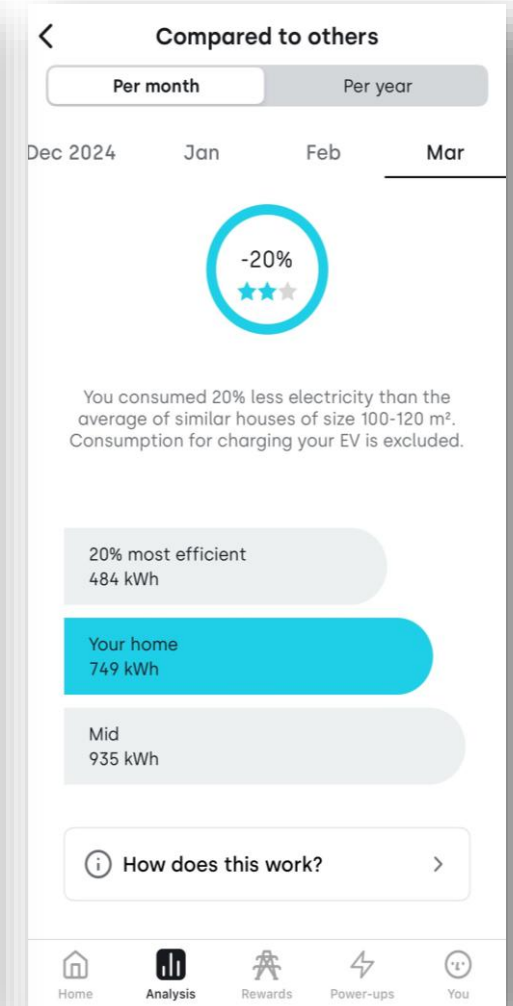 Compared to others
Per month
Per year
Dec 2024
Jan
Feb
Mar
-20%
You consumed 20% less electricity than the
average of similar houses of size 100-120 m².
Consumption for charging your EV is excluded.
20% most efficient
484 kWh
Your home
749 kWh
Mid
935 kWh
How does this work?
Home
Analysis
Rewards
Power-ups
You